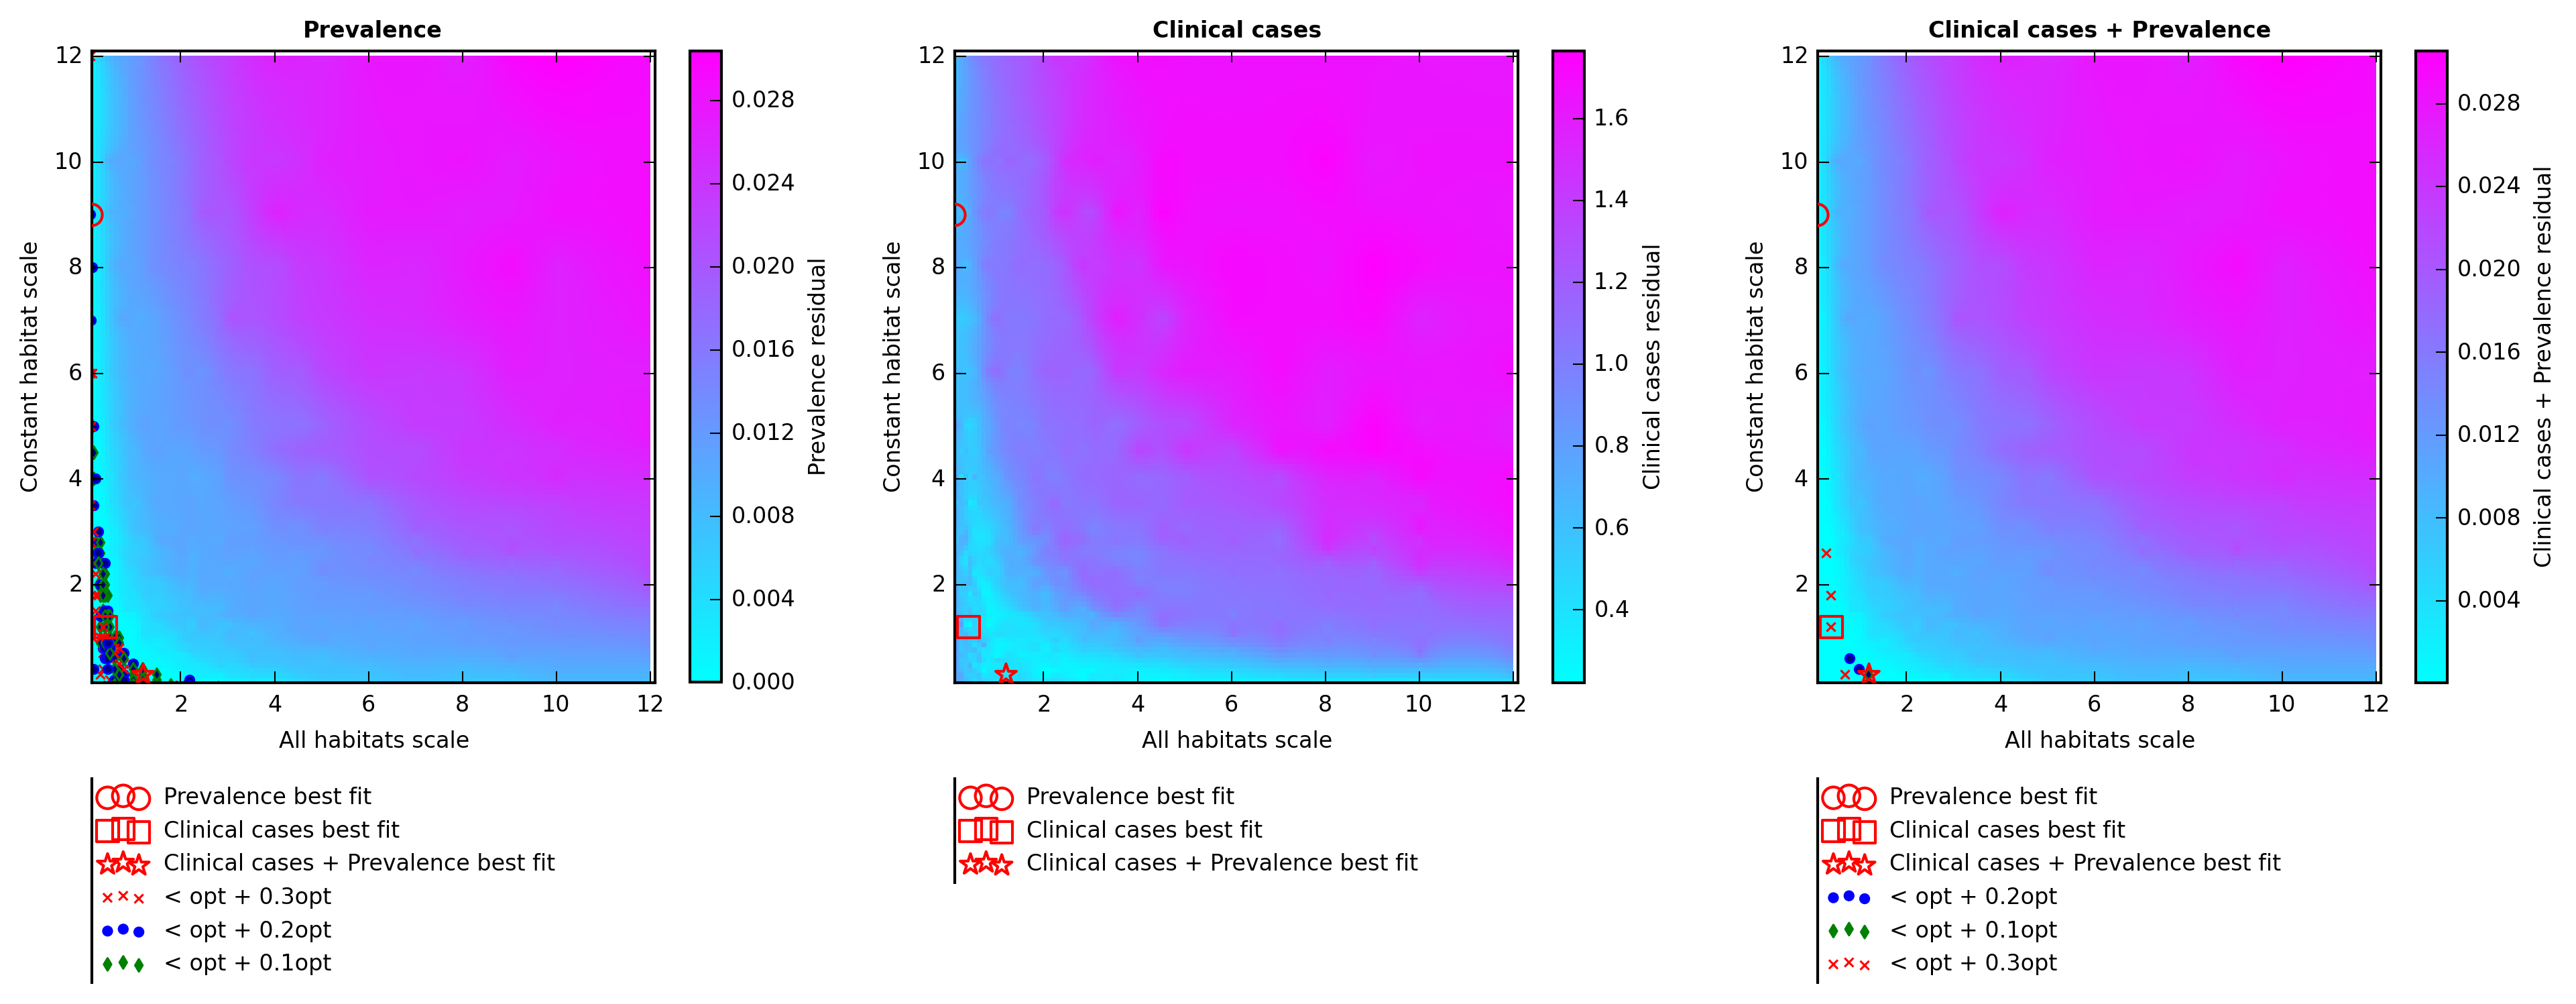 Prevalence
12
10
8
6
4
2
2 4 6 8 10 12
Constant habitat scale
All habitats scale
0.028
0.024
0.020
0.016
0.012
0.008
0.004
0.000
Prevalence residual
Prevalence best fit
Clinical cases best fit
Clinical cases + Prevalence best fit
< opt + 0.3opt
< opt + 0.2opt
< opt + 0.1opt
Clinical cases
12
10
8
6
4
2
2 4 6 8 10 12
Constant habitat scale
All habitats scale
1.6
1.4
1.2
1.0
0.8
0.6
0.4
Clinical cases residual
Prevalence best fit
Clinical cases best fit
Clinical cases + Prevalence best fit
Clinical cases + Prevalence
12
10
8
6
4
2
2 4 6 8 10 12
Constant habitat scale
All habitats scale
0.028
0.024
0.020
0.016
0.012
0.008
0.004
Clinical cases + Prevalence residual
Prevalence best fit
Clinical cases best fit
Clinical cases + Prevalence best fit
< opt + 0.2opt
< opt + 0.1opt
< opt + 0.3opt